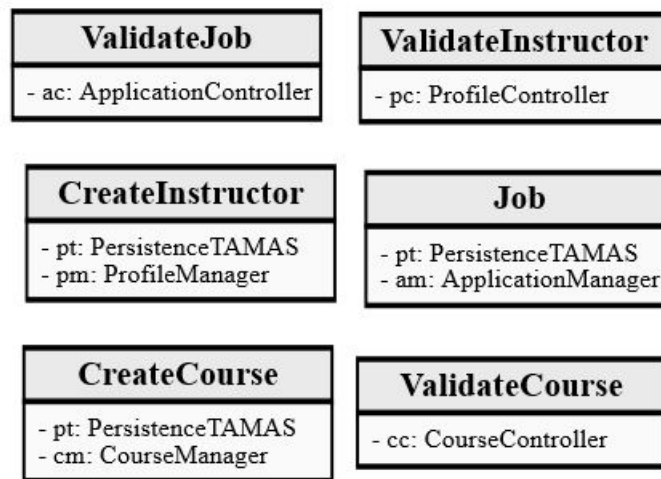 ValidateJob
- ac: ApplicationController
ValidateInstructor
- pc: ProfileController
CreateInstructor
- pt: PersistenceTAMAS
- pm: ProfileManager
Job
- pt: PersistenceTAMAS
- am: ApplicationManager
CreateCourse
- pt: PersistenceTAMAS
- cm: CourseManager
ValidateCourse
- cc: CourseController